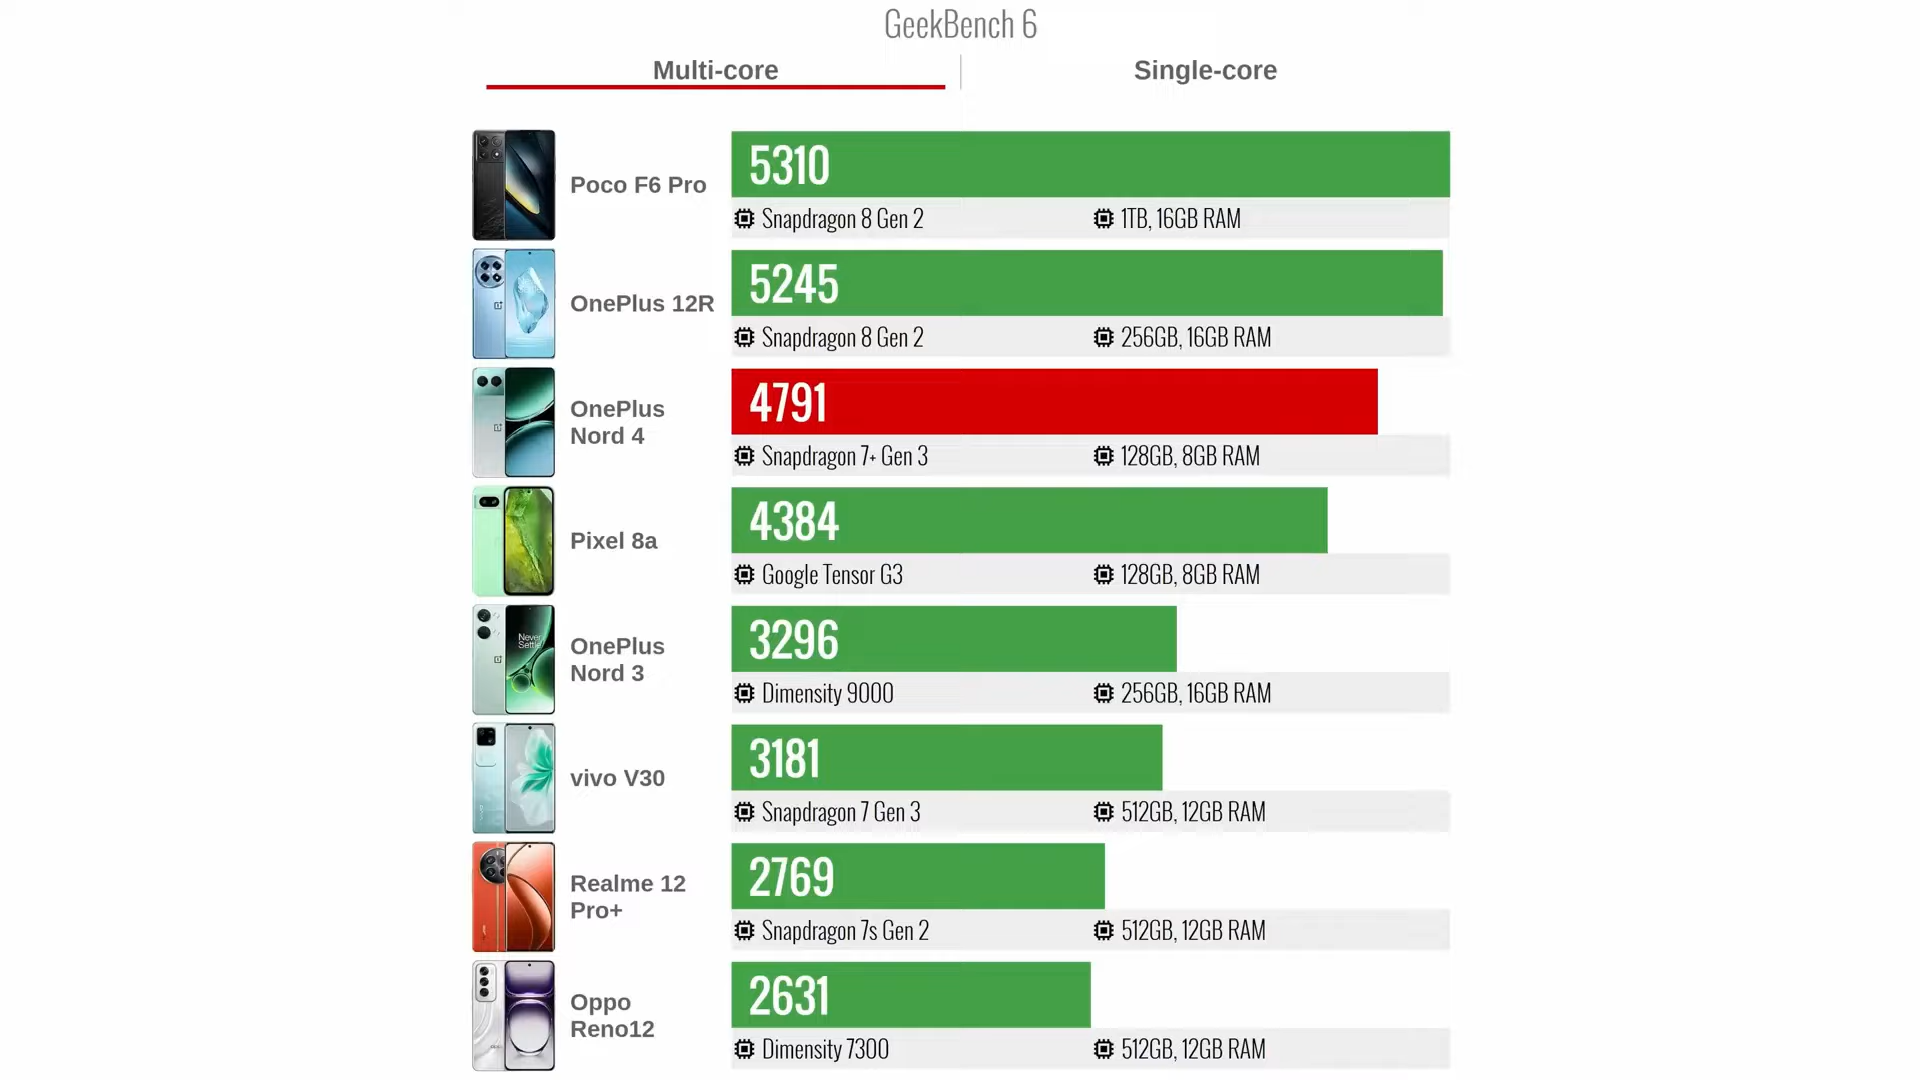 GeekBench 6
Multi-core
Single-core
Poco F6 Pro
5310
Snapdragon 8 Gen 2
1TB, 16GB RAM
OnePlus 12R
5245
Snapdragon 8 Gen 2
256GB, 16GB RAM
OnePlus
Nord 4
4791
Snapdragon 7+ Gen 3
128GB, 8GB RAM
Pixel 8a
4384
Google Tensor G3
128GB, 8GB RAM
Never
Settle
OnePlus
Nord 3
3296
Dimensity 9000
256GB, 16GB RAM
vivo V30
3181
Snapdragon 7 Gen 3
512GB, 12GB RAM
Realme 12
Pro+
2769
Snapdragon 7s Gen 2
512GB, 12GB RAM
Oppo
Reno12
2631
Dimensity 7300
512GB, 12GB RAM